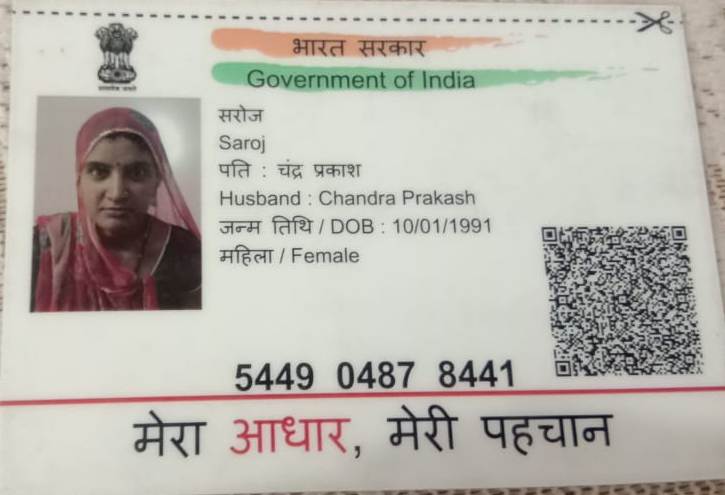 भारत सरकार
Government of India
सरोज
Saroj
पति : चंद्र प्रकाश
Husband : Chandra Prakash
जन्म तिथि / DOB : 10/01/1991
महिला / Female
5449 0487 8441
मेरा आधार, मेरी पहचान